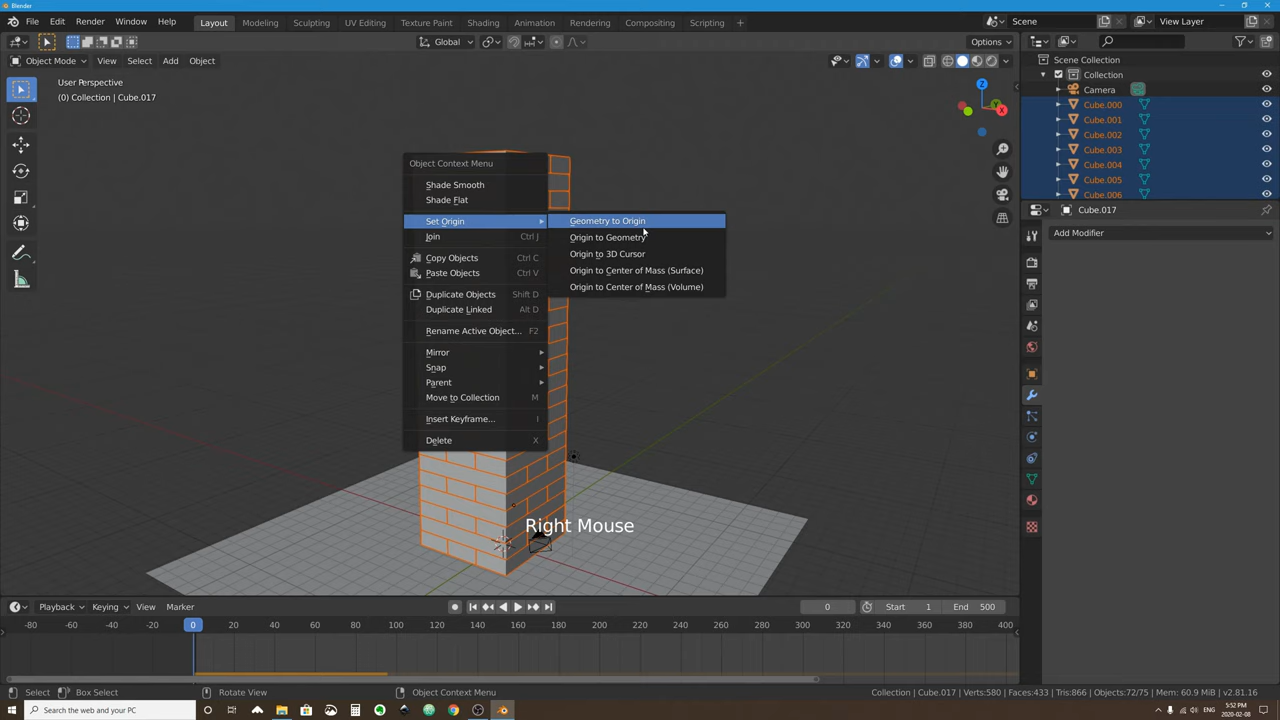 Blender
File Edit Render Window Help Layout Modeling Sculpting UV Editing Texture Paint Shading Animation Rendering Compositing Scripting + Scene View Layer
Global Options
Object Mode View Select Add Object
User Perspective
(0) Collection | Cube.017
Scene Collection
Collection
Camera
Cube.000
Cube.001
Cube.002
Cube.003
Cube.004
Cube.005
Cube.006
Cube.017
Add Modifier
X
Y
Z
Object Context Menu
Shade Smooth
Shade Flat
Set Origin
Join Ctrl J
Copy Objects Ctrl C
Paste Objects Ctrl V
Duplicate Objects Shift D
Duplicate Linked Alt D
Rename Active Object... F2
Mirror
Snap
Parent
Move to Collection M
Insert Keyframe... I
Delete X
Geometry to Origin
Origin to Geometry
Origin to 3D Cursor
Origin to Center of Mass (Surface)
Origin to Center of Mass (Volume)
Right Mouse
Playback Keying View Marker 0 Start 1 End 500
-80 -60 -40 -20 0 20 40 60 80 100 120 140 160 180 200 220 240 260 280 300 320 340 360 380 400
Select Box Select Rotate View Object Context Menu Collection | Cube.017 | Verts:580 | Faces:433 | Tris:866 | Objects:72/75 | Mem: 60.9 MiB | v2.81.16
Search the web and your PC ENG 5:52 PM
2020-02-08